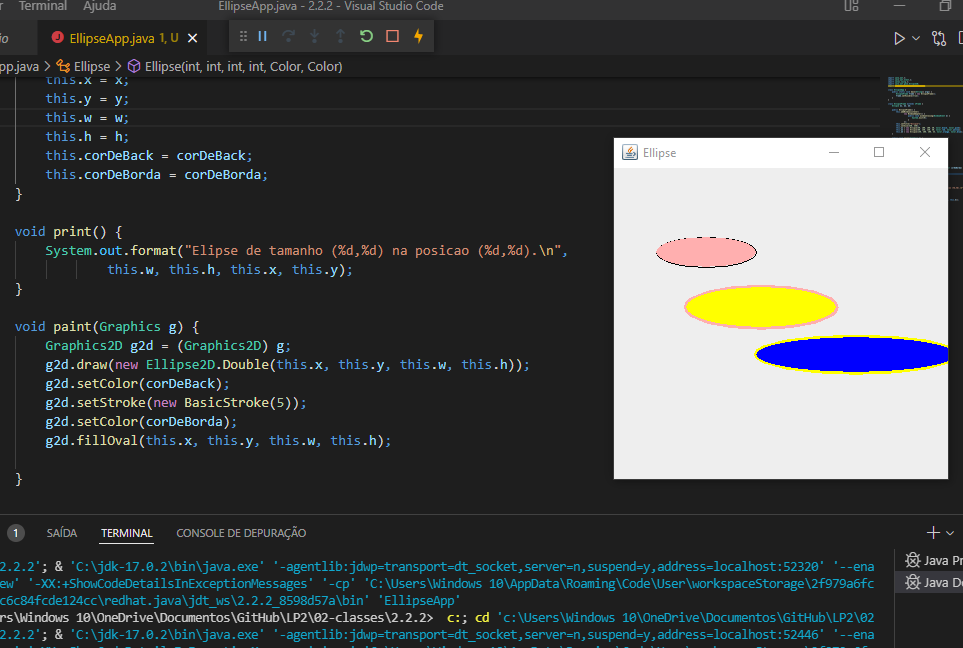 r Terminal Ajuda EllipseApp.java - 2.2.2 - Visual Studio Code
io EllipseApp.java 1, U
pp.java > Ellipse > Ellipse(int, int, int, int, Color, Color)
this.x = x;
this.y = y;
this.w = w;
this.h = h;
this.corDeBack = corDeBack;
this.corDeBorda = corDeBorda;
}
void print() {
System.out.format("Elipse de tamanho (%d,%d) na posicao (%d,%d).\n",
this.w, this.h, this.x, this.y);
}
void paint(Graphics g) {
Graphics2D g2d = (Graphics2D) g;
g2d.draw(new Ellipse2D.Double(this.x, this.y, this.w, this.h));
g2d.setColor(corDeBack);
g2d.setStroke(new BasicStroke(5));
g2d.setColor(corDeBorda);
g2d.fillOval(this.x, this.y, this.w, this.h);
}
Ellipse
1 SAÍDA TERMINAL CONSOLE DE DEPURAÇÃO
2.2.2'; & 'C:\jdk-17.0.2\bin\java.exe' '-agentlib:jdwp=transport=dt_socket,server=n,suspend=y,address=localhost:52320' '--ena
ew' '-XX:+ShowCodeDetailsInExceptionMessages' '-cp' 'C:\Users\Windows 10\AppData\Roaming\Code\User\workspaceStorage\2f979a6fc
c6c84fcde124cc\redhat.java\jdt_ws\2.2.2_8598d57a\bin' 'EllipseApp'
rs\Windows 10\OneDrive\Documentos\GitHub\LP2\02-classes\2.2.2> c:; cd 'c:\Users\Windows 10\OneDrive\Documentos\GitHub\LP2\02
2.2.2'; & 'C:\jdk-17.0.2\bin\java.exe' '-agentlib:jdwp=transport=dt_socket,server=n,suspend=y,address=localhost:52446' '--ena
Java Pr
Java De